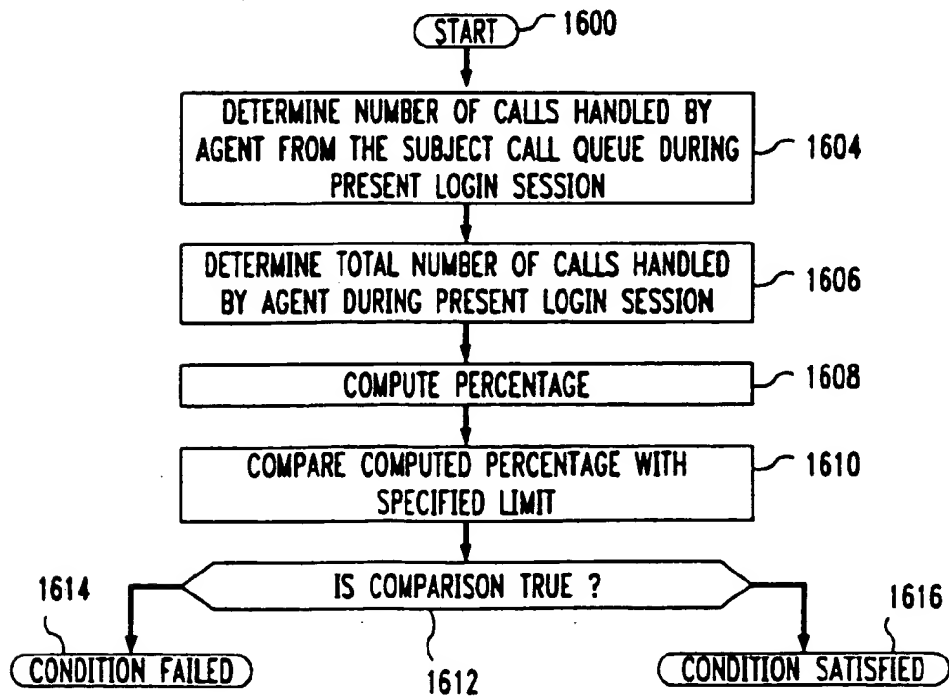 START
1600
DETERMINE NUMBER OF CALLS HANDLED BY
AGENT FROM THE SUBJECT CALL QUEUE DURING
PRESENT LOGIN SESSION
1604
DETERMINE TOTAL NUMBER OF CALLS HANDLED
BY AGENT DURING PRESENT LOGIN SESSION
1606
COMPUTE PERCENTAGE
1608
COMPARE COMPUTED PERCENTAGE WITH
SPECIFIED LIMIT
1610
IS COMPARISON TRUE ?
1612
1614
CONDITION FAILED
1616
CONDITION SATISFIED